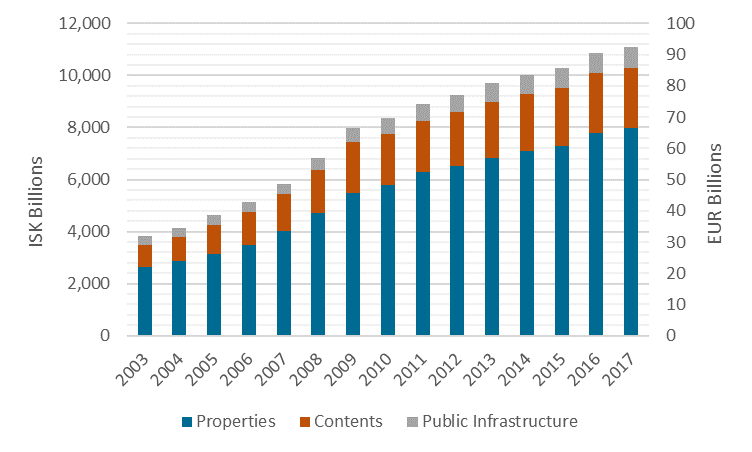 12,000 100
90
10,000 80
8,000 70
60
6,000 50
4,000 40
30
2,000 20
10
0 0
ISK Billions
EUR Billions
2003 2004 2005 2006 2007 2008 2009 2010 2011 2012 2013 2014 2015 2016 2017
Properties Contents Public Infrastructure